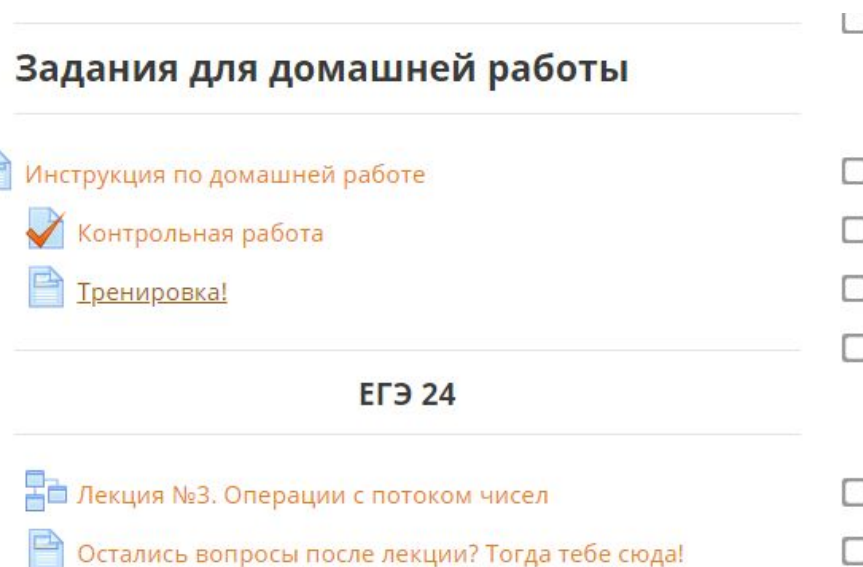 Задания для домашней работы
Инструкция по домашней работе
Контрольная работа
Тренировка!
ЕГЭ 24
Лекция №3. Операции с потоком чисел
Остались вопросы после лекции? Тогда тебе сюда!